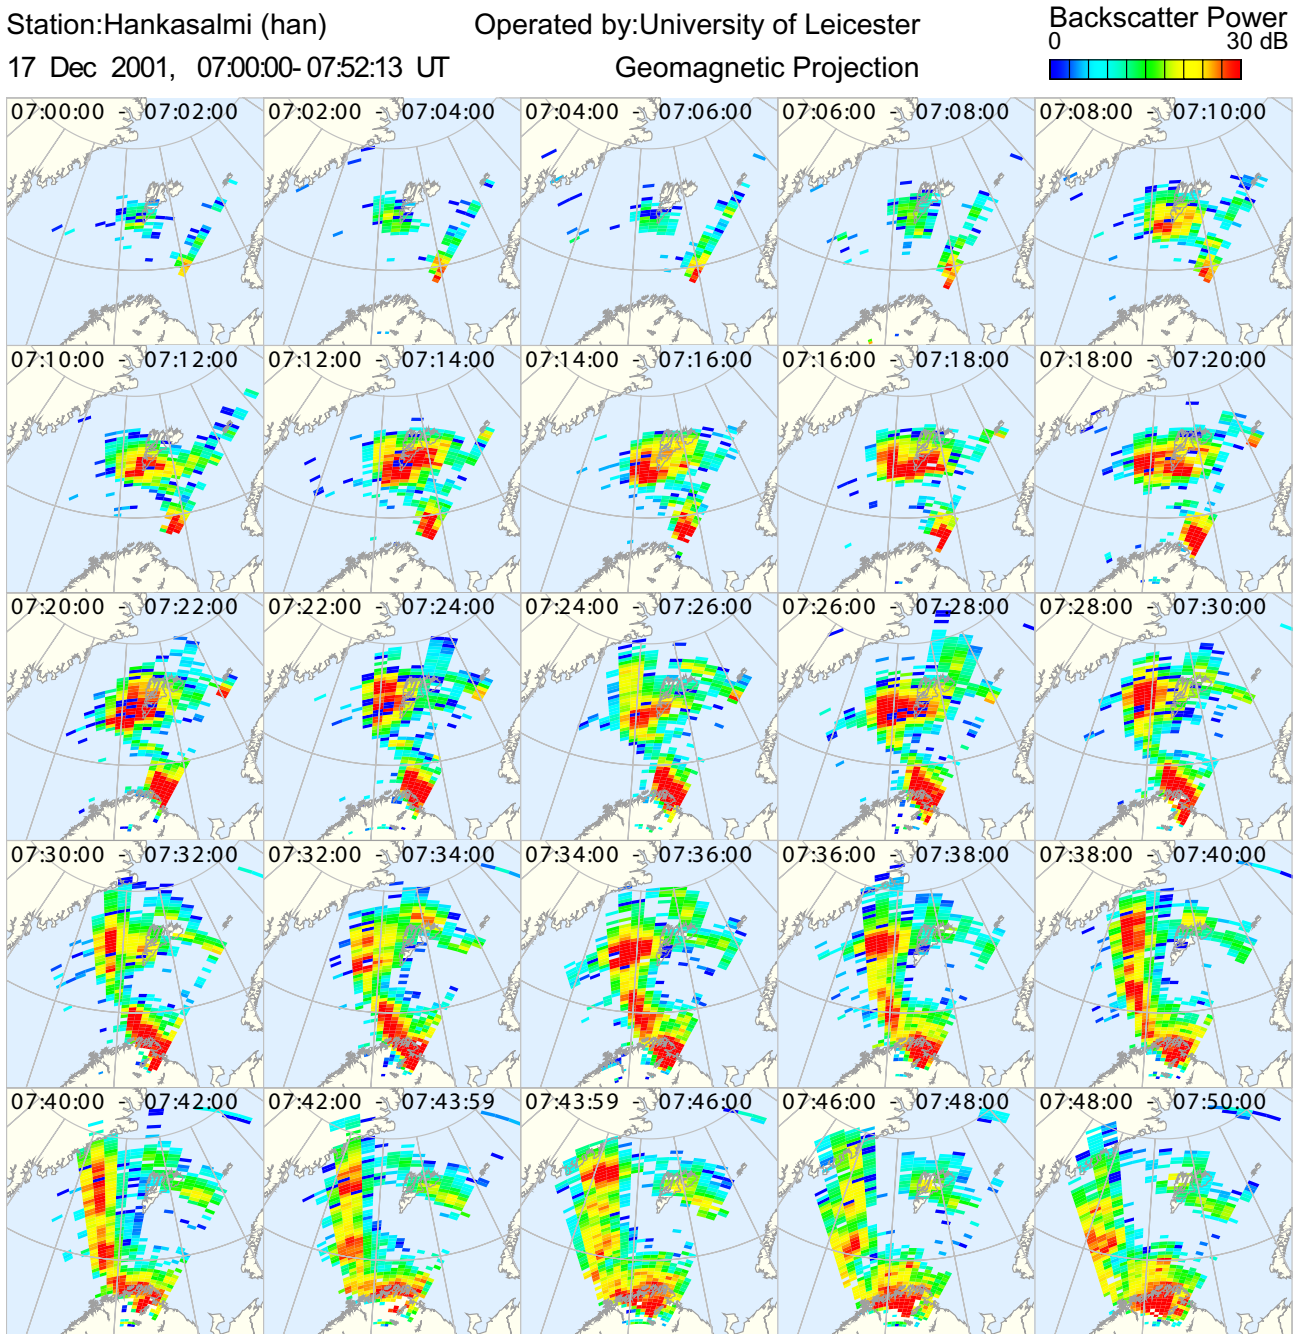 Station:Hankasalmi (han) Operated by:University of Leicester Backscatter Power
0 30 dB
17 Dec 2001, 07:00:00-07:52:13 UT Geomagnetic Projection
07:00:00 - 07:02:00 07:02:00 - 07:04:00 07:04:00 - 07:06:00 07:06:00 - 07:08:00 07:08:00 - 07:10:00
07:10:00 - 07:12:00 07:12:00 - 07:14:00 07:14:00 - 07:16:00 07:16:00 - 07:18:00 07:18:00 - 07:20:00
07:20:00 - 07:22:00 07:22:00 - 07:24:00 07:24:00 - 07:26:00 07:26:00 - 07:28:00 07:28:00 - 07:30:00
07:30:00 - 07:32:00 07:32:00 - 07:34:00 07:34:00 - 07:36:00 07:36:00 - 07:38:00 07:38:00 - 07:40:00
07:40:00 - 07:42:00 07:42:00 - 07:43:59 07:43:59 - 07:46:00 07:46:00 - 07:48:00 07:48:00 - 07:50:00